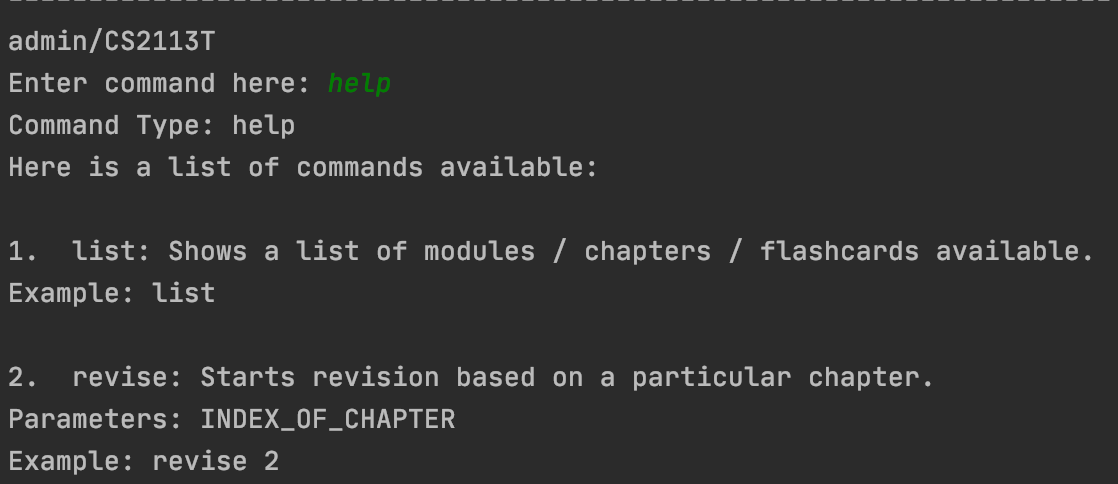 admin/CS2113T
Enter command here: help
Command Type: help
Here is a list of commands available:
1.  list: Shows a list of modules / chapters / flashcards available.
Example: list
2.  revise: Starts revision based on a particular chapter.
Parameters: INDEX_OF_CHAPTER
Example: revise 2